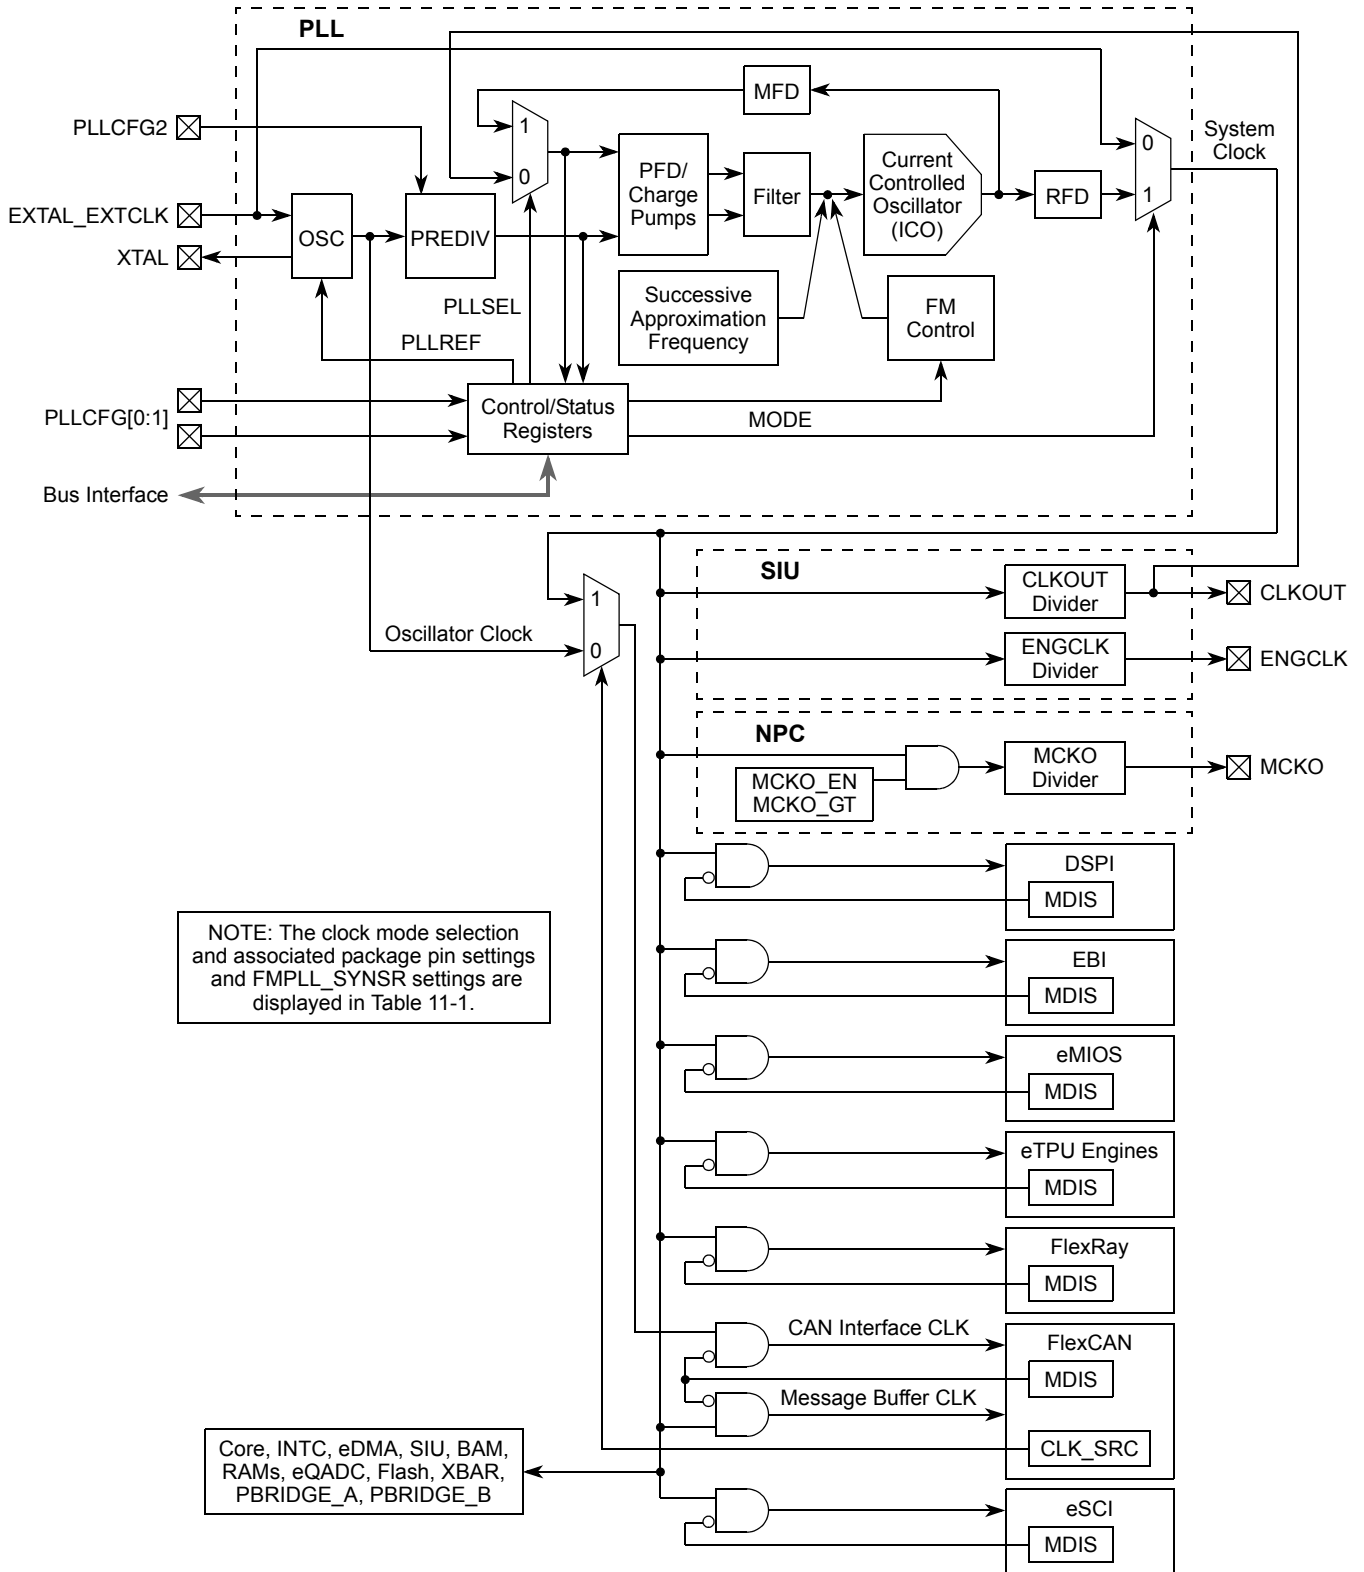 PLL
MFD
PLLCFG2
1
0
PFD/
Charge
Pumps
Filter
Current
Controlled
Oscillator
(ICO)
RFD
0
1
System
Clock
EXTAL_EXTCLK
XTAL
OSC
PREDIV
PLLSEL
PLLREF
Successive
Approximation
Frequency
FM
Control
PLLCFG[0:1]
Control/Status
Registers
MODE
Bus Interface
SIU
CLKOUT
Divider
CLKOUT
1
0
Oscillator Clock
ENGCLK
Divider
ENGCLK
NPC
MCKO_EN
MCKO_GT
MCKO
Divider
MCKO
DSPI
MDIS
NOTE: The clock mode selection
and associated package pin settings
and FMPLL_SYNSR settings are
displayed in Table 11-1.
EBI
MDIS
eMIOS
MDIS
eTPU Engines
MDIS
FlexRay
MDIS
CAN Interface CLK
FlexCAN
MDIS
Message Buffer CLK
CLK_SRC
Core, INTC, eDMA, SIU, BAM,
RAMs, eQADC, Flash, XBAR,
PBRIDGE_A, PBRIDGE_B
eSCI
MDIS